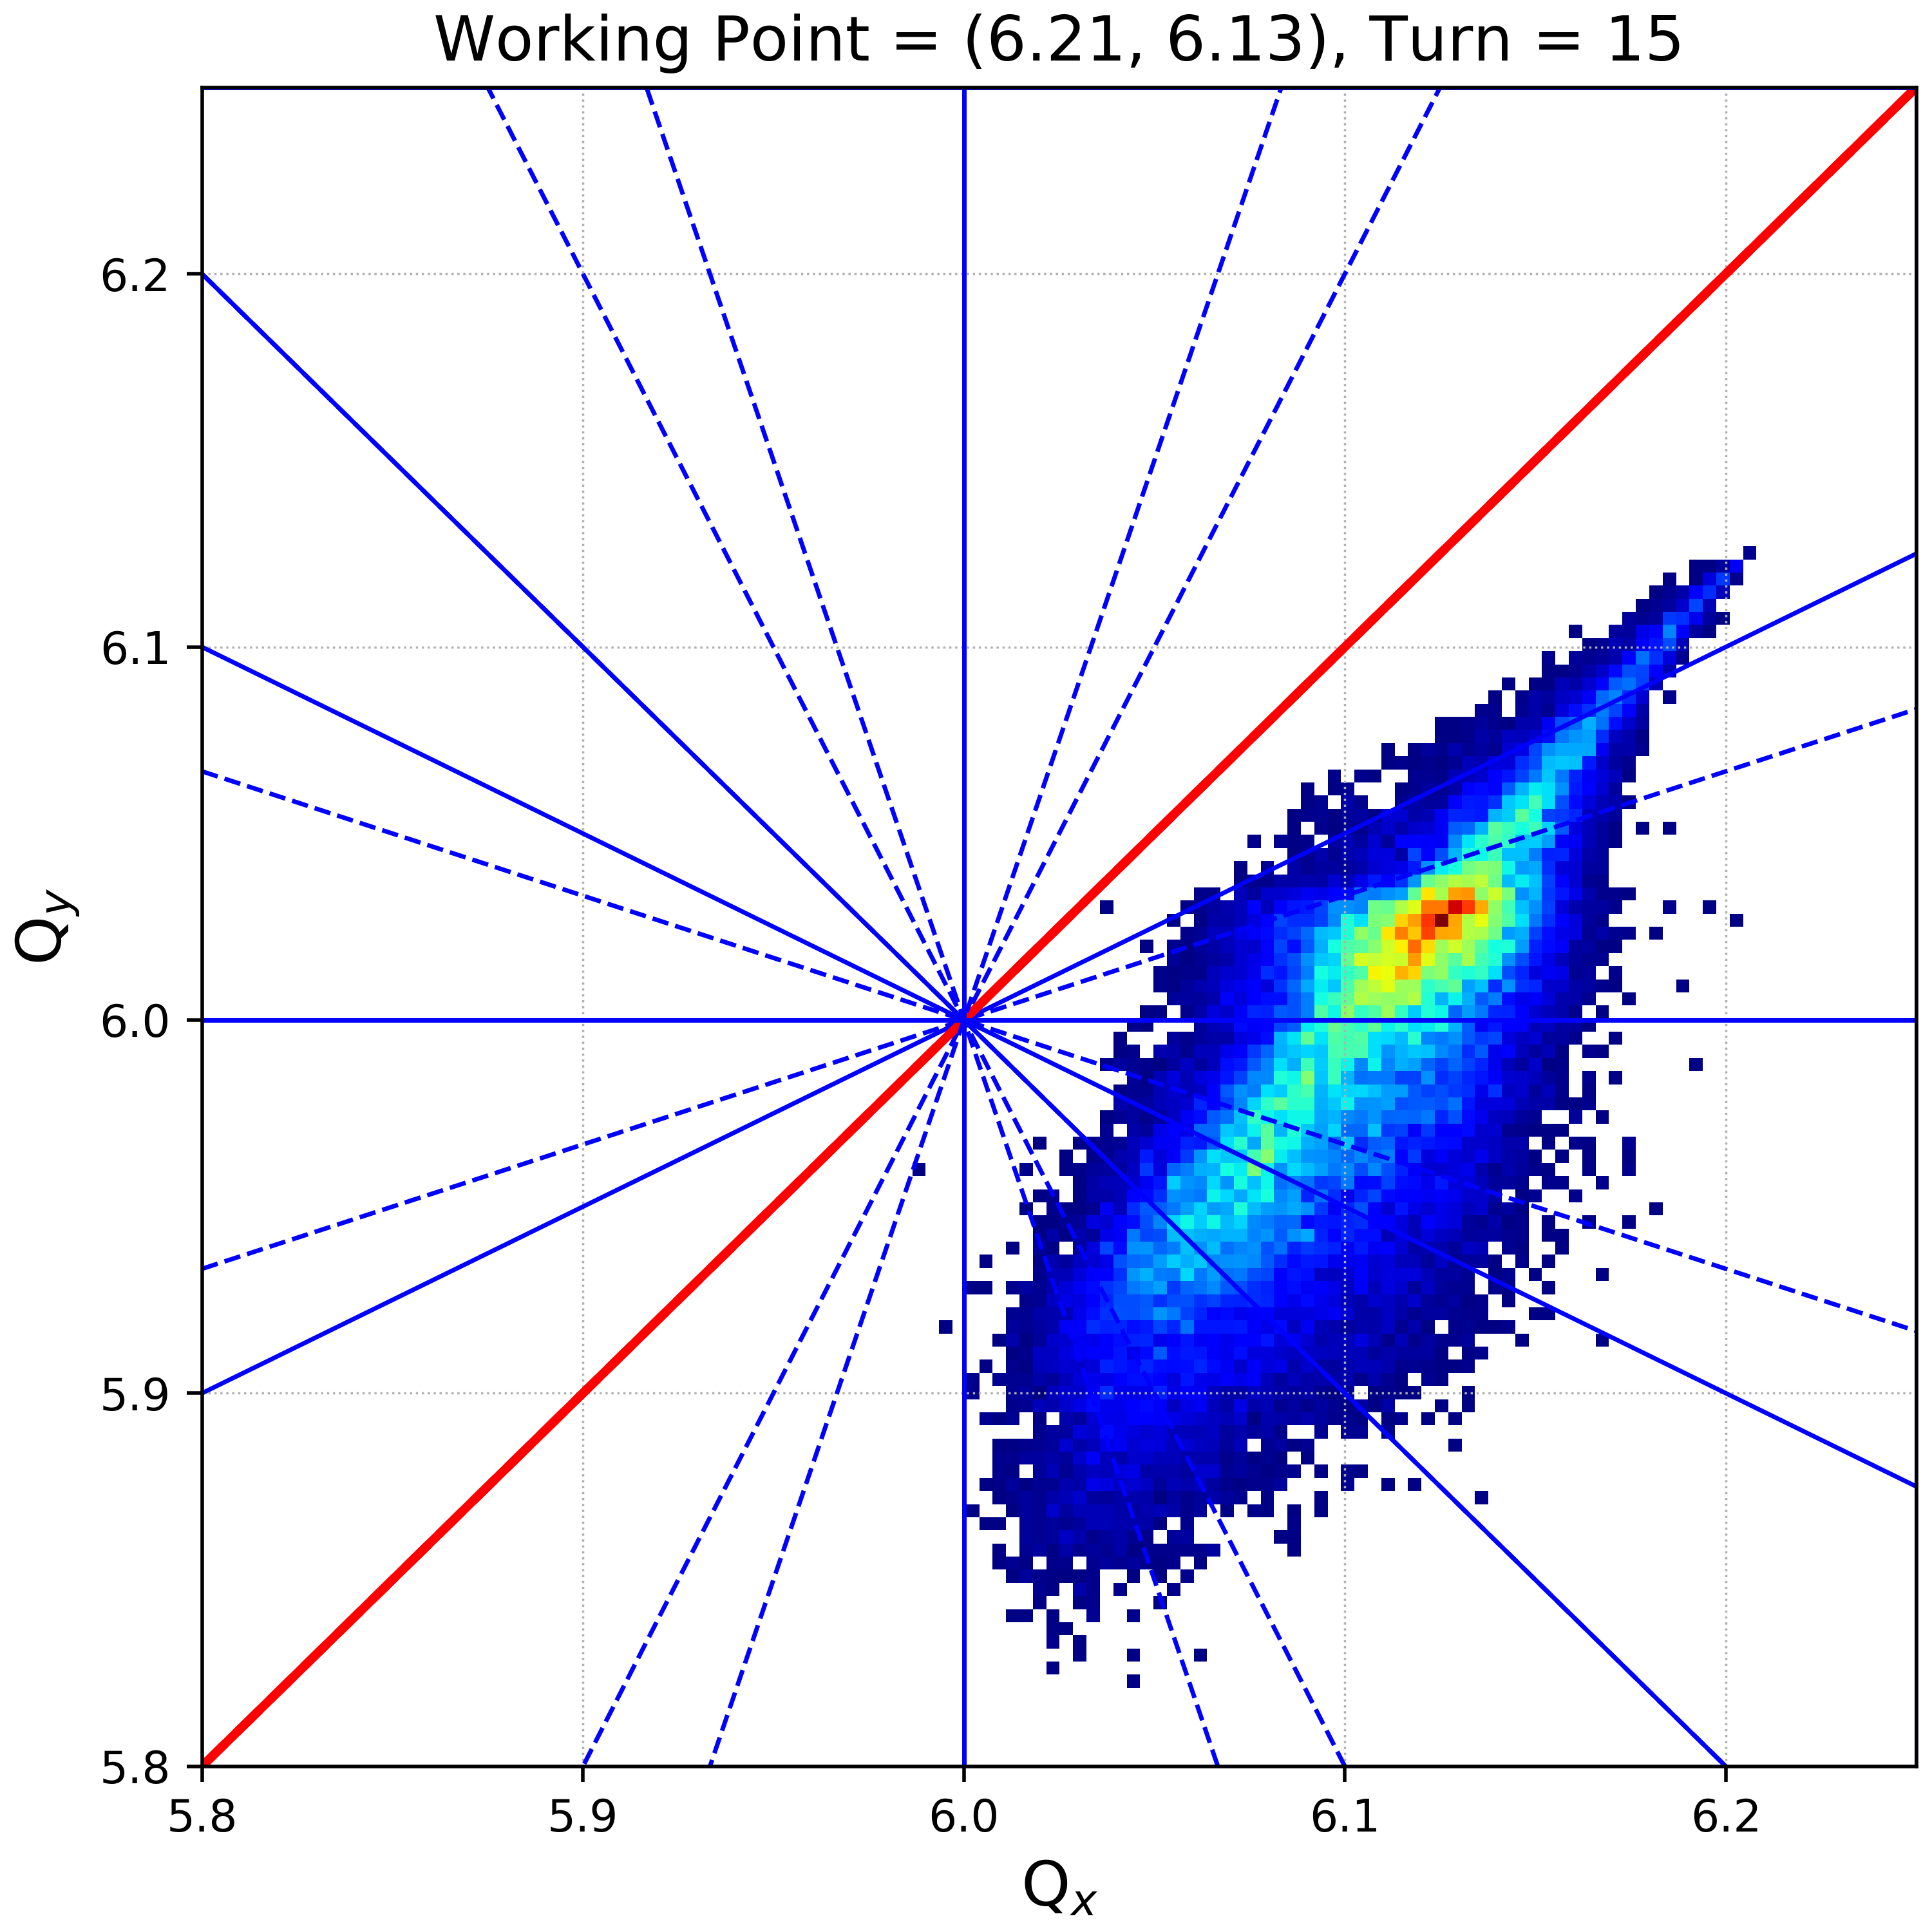 Working Point = (6.21, 6.13), Turn = 15
6.2
6.1
6.0
5.9
5.8
Qy
5.8 5.9 6.0 6.1 6.2
Qx